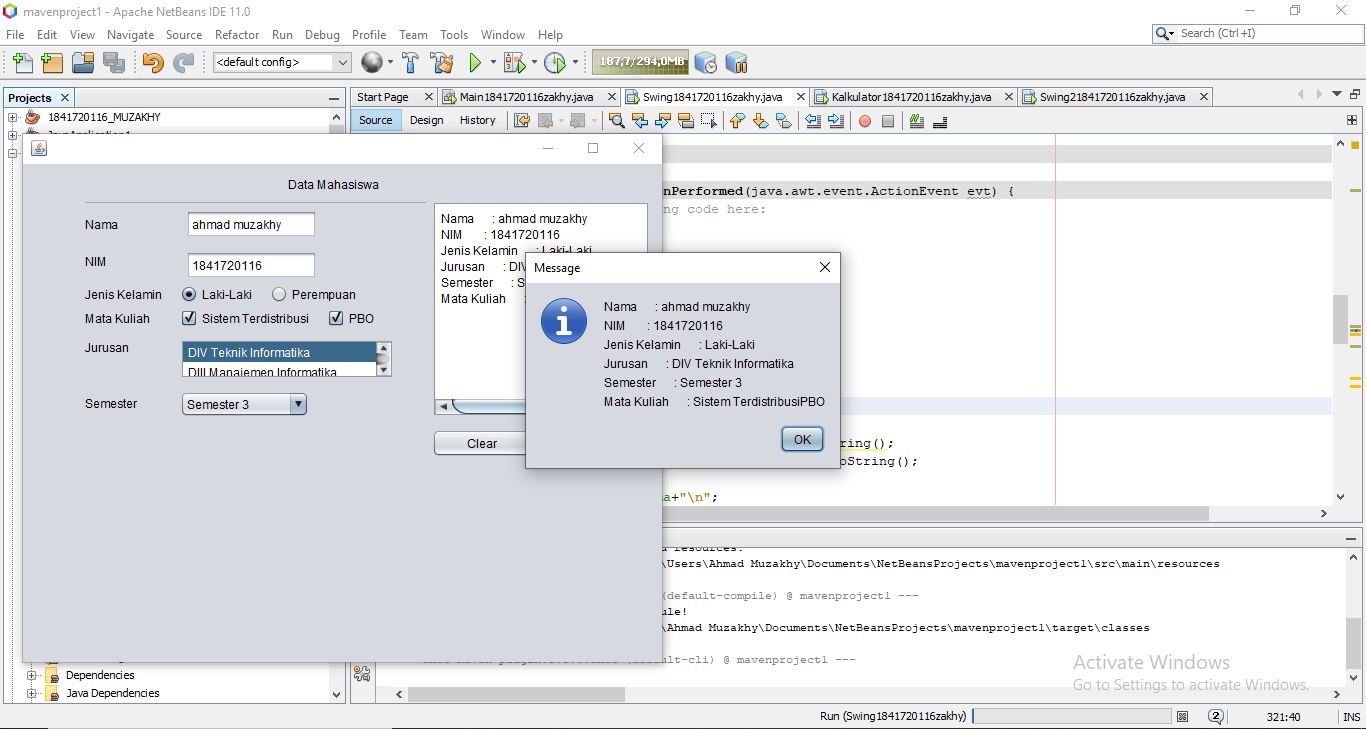 mavenproject1 - Apache NetBeans IDE 11.0
File Edit View Navigate Source Refactor Run Debug Profile Team Tools Window Help
Search (Ctrl+I)
<default config>
187,7/294,0MB
Projects
Start Page
Main1841720116zakhy.java
Swing1841720116zakhy.java
Kalkulator1841720116zakhy.java
Swing21841720116zakhy.java
1841720116_MUZAKHY
Source Design History
Data Mahasiswa
Nama ahmad muzakhy
NIM 1841720116
Jenis Kelamin Laki-Laki Perempuan
Mata Kuliah Sistem Terdistribusi PBO
Jurusan DIV Teknik Informatika
DIII Manajemen Informatika
Semester Semester 3
Nama : ahmad muzakhy
NIM : 1841720116
Jenis Kelamin : Laki-Laki
Jurusan : DIV
Semester : S
Mata Kuliah :
Clear
Message
Nama : ahmad muzakhy
NIM : 1841720116
Jenis Kelamin : Laki-Laki
Jurusan : DIV Teknik Informatika
Semester : Semester 3
Mata Kuliah : Sistem TerdistribusiPBO
OK
nPerformed(java.awt.event.ActionEvent evt) {
ng code here:
ring();
oString();
a+"\n";
\Users\Ahmad Muzakhy\Documents\NetBeansProjects\mavenproject1\src\main\resources
(default-compile) @ mavenproject1 ---
ule!
\Ahmad Muzakhy\Documents\NetBeansProjects\mavenproject1\target\classes
ult-cli) @ mavenproject1 ---
Dependencies
Java Dependencies
Activate Windows
Go to Settings to activate Windows.
Run (Swing1841720116zakhy)
2
321:40
INS